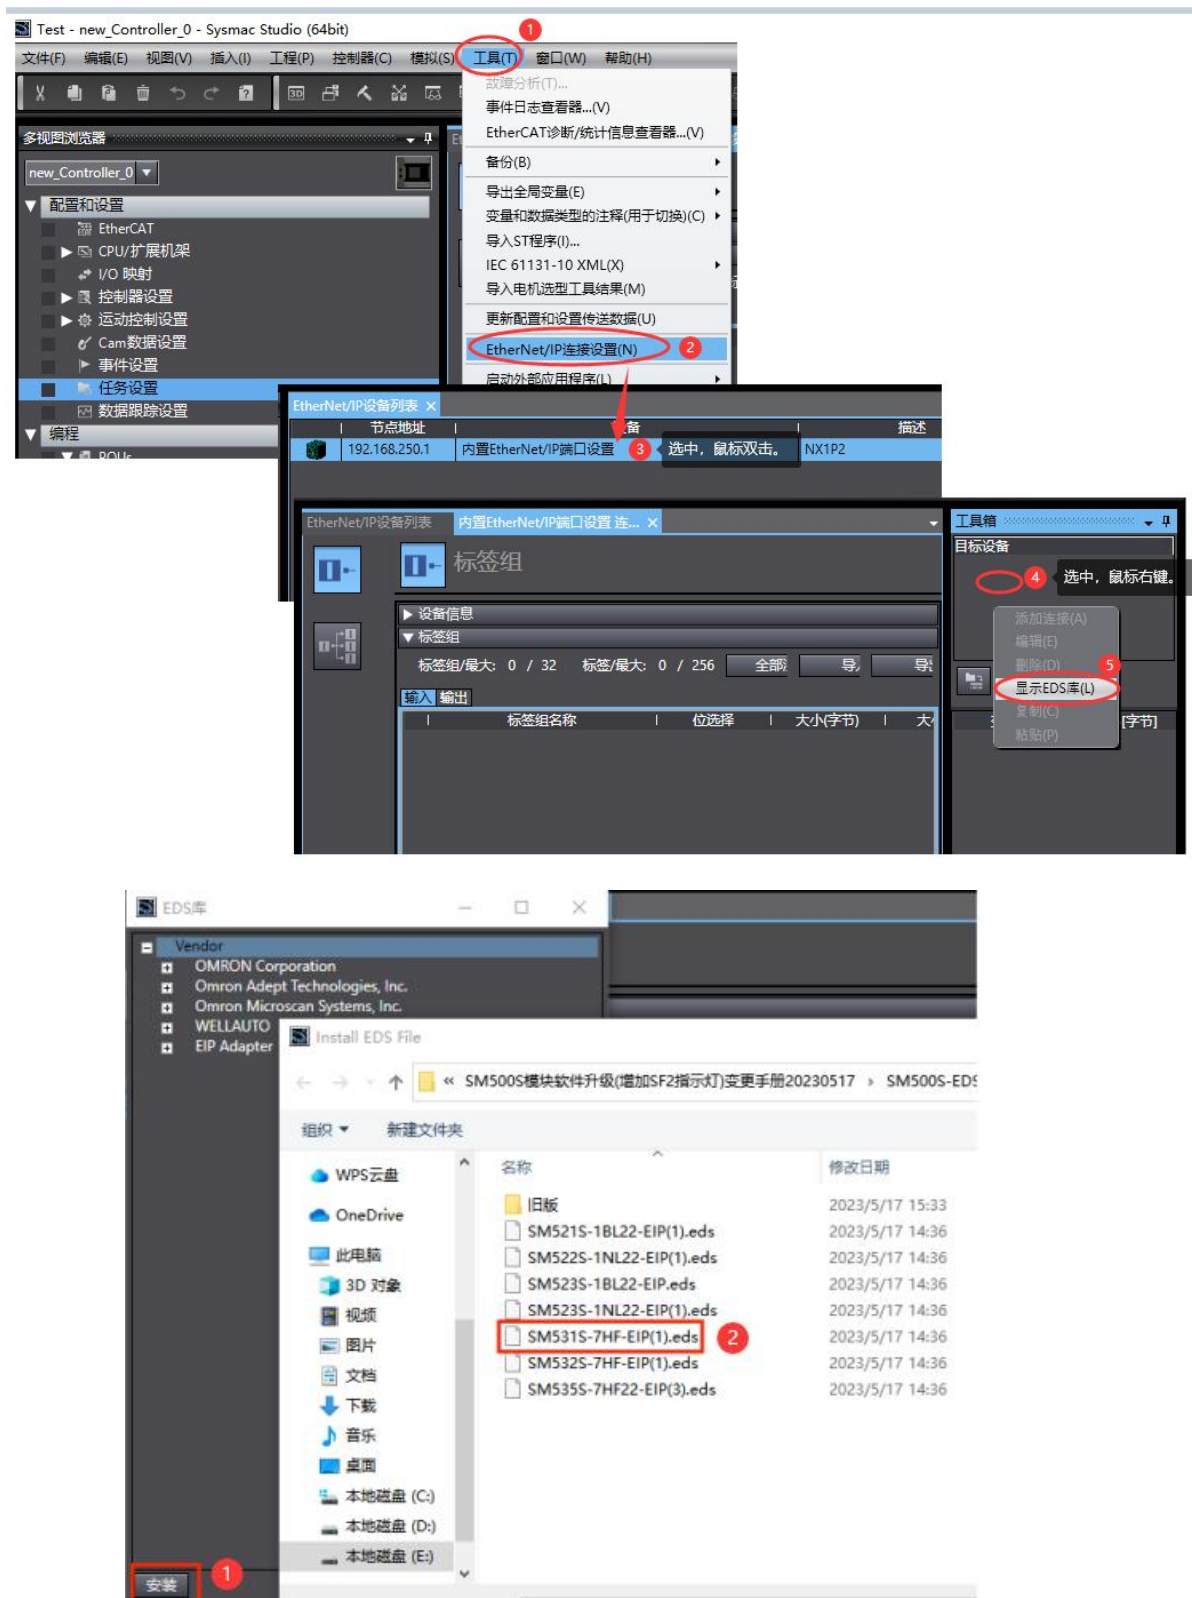 Test - new_Controller_0 - Sysmac Studio (64bit)
1
文件(F) 编辑(E) 视图(V) 插入(I) 工程(P) 控制器(C) 模拟(S) 工具(T) 窗口(W) 帮助(H)
故障分析(T)...
事件日志查看器...(V)
EtherCAT诊断/统计信息查看器...(V)
备份(B)
导出全局变量(E)
变量和数据类型的注释(用于切换)(C)
导入ST程序(I)...
IEC 61131-10 XML(X)
导入电机选型工具结果(M)
更新配置和设置传送数据(U)
EtherNet/IP连接设置(N) 2
启动外部应用程序(L)
多视图浏览器
new_Controller_0
配置和设置
EtherCAT
CPU/扩展机架
I/O 映射
控制器设置
运动控制设置
Cam数据设置
事件设置
任务设置
数据跟踪设置
编程
POUs
EtherNet/IP设备列表
节点地址 备 描述
192.168.250.1 内置EtherNet/IP端口设置 3 选中，鼠标双击。 NX1P2
EtherNet/IP设备列表 内置EtherNet/IP端口设置 连...
标签组
设备信息
标签组
标签组/最大: 0 / 32 标签/最大: 0 / 256 全部 导 导
输入 输出
标签组名称 位选择 大小(字节) 大
工具箱
目标设备
4 选中，鼠标右键。
添加连接(A)
编辑(E)
删除(D) 5
显示EDS库(L)
复制(C)
粘贴(P)
[字节]
EDS库
Vendor
OMRON Corporation
Omron Adept Technologies, Inc.
Omron Microscan Systems, Inc.
WELLAUTO
EIP Adapter
安装 1
Install EDS File
« SM500S模块软件升级(增加SF2指示灯)变更手册20230517 › SM500S-EDS
组织 新建文件夹
WPS云盘
OneDrive
此电脑
3D 对象
视频
图片
文档
下载
音乐
桌面
本地磁盘 (C:)
本地磁盘 (D:)
本地磁盘 (E:)
名称 修改日期
旧版 2023/5/17 15:33
SM521S-1BL22-EIP(1).eds 2023/5/17 14:36
SM522S-1NL22-EIP(1).eds 2023/5/17 14:36
SM523S-1BL22-EIP.eds 2023/5/17 14:36
SM523S-1NL22-EIP(1).eds 2023/5/17 14:36
SM531S-7HF-EIP(1).eds 2 2023/5/17 14:36
SM532S-7HF-EIP(1).eds 2023/5/17 14:36
SM535S-7HF22-EIP(3).eds 2023/5/17 14:36